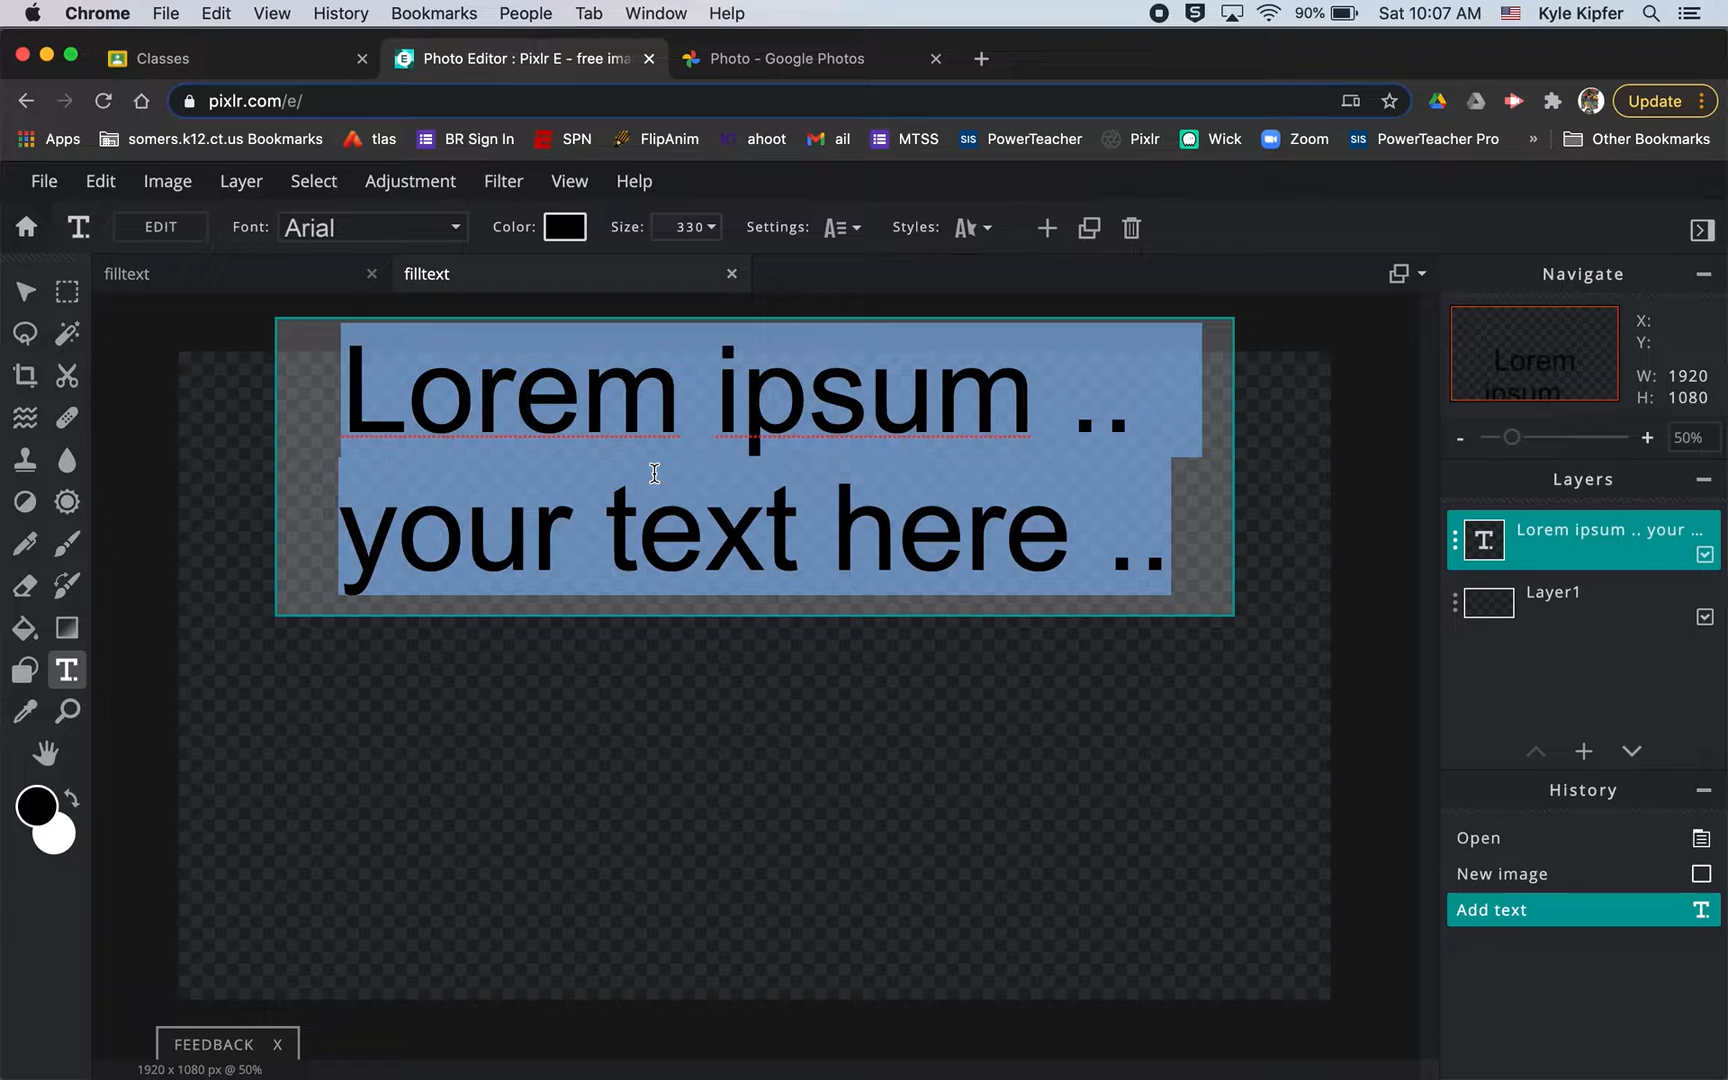 Chrome File Edit View History Bookmarks People Tab Window Help 90% Sat 10:07 AM Kyle Kipfer
Classes Photo Editor : Pixlr E - free ima Photo - Google Photos
pixlr.com/e/ Update
Apps somers.k12.ct.us Bookmarks tlas BR Sign In SPN FlipAnim ahoot ail MTSS PowerTeacher Pixlr Wick Zoom PowerTeacher Pro » Other Bookmarks
File Edit Image Layer Select Adjustment Filter View Help
EDIT Font: Arial Color: Size: 330 Settings: Styles:
filltext filltext
Lorem ipsum ..
your text here ..
Navigate
X:
Y:
W: 1920
H: 1080
- + 50%
Lorem
ipsum
Layers
Lorem ipsum .. your ...
Layer1
History
Open
New image
Add text
FEEDBACK X
1920 x 1080 px @ 50%